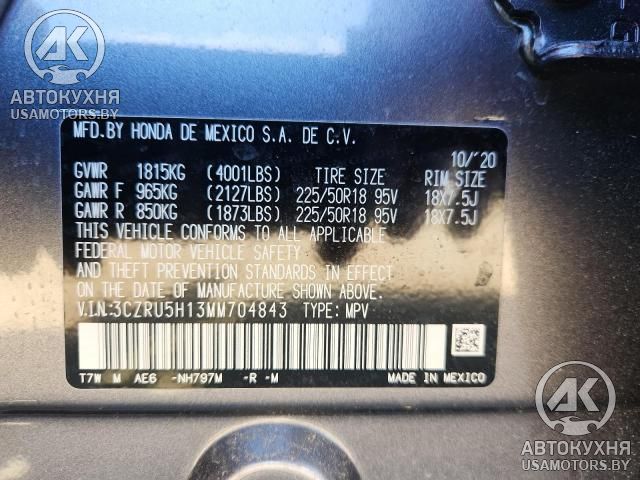 АК
АВТОКУХНЯ
USAMOTORS.BY
MFD.BY HONDA DE MEXICO S.A. DE C.V.
10/'20
GVWR 1815KG (4001LBS) TIRE SIZE RIM SIZE
GAWR F 965KG (2127LBS) 225/50R18 95V 18X7.5J
GAWR R 850KG (1873LBS) 225/50R18 95V 18X7.5J
THIS VEHICLE CONFORMS TO ALL APPLICABLE
FEDERAL MOTOR VEHICLE SAFETY
AND THEFT PREVENTION STANDARDS IN EFFECT
ON THE DATE OF MANUFACTURE SHOWN ABOVE.
V.I.N:3CZRU5H13MM704843 TYPE: MPV
T7W M AE6 -NH797M -R -M MADE IN MEXICO
АК
АВТОКУХНЯ
USAMOTORS.BY